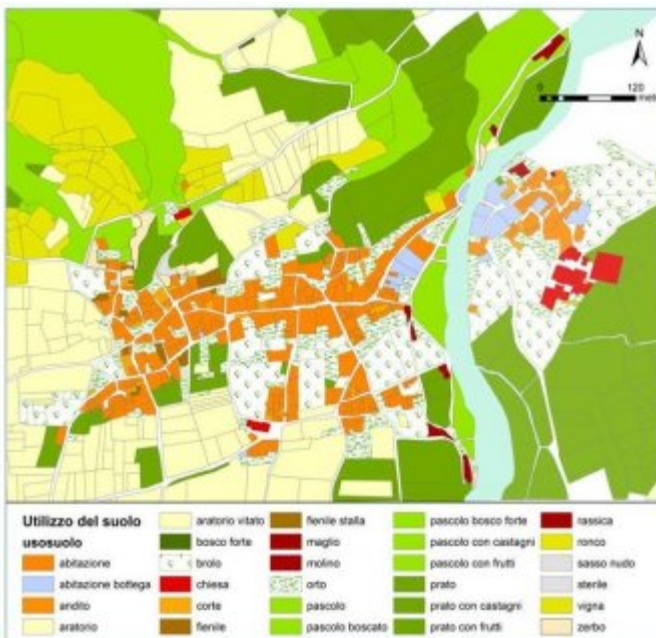 N
0 120
metri
Utilizzo del suolo
usosuolo
abitazione
abitazione bottega
andito
aratorio
aratorio vitato
bosco forte
brolo
chiesa
corte
fienile
fienile stalla
maglio
molino
orto
pascolo
pascolo boscato
pascolo bosco forte
pascolo con castagni
pascolo con frutti
prato
prato con castagni
prato con frutti
rassica
ronco
sasso nudo
sterile
vigna
zerbo